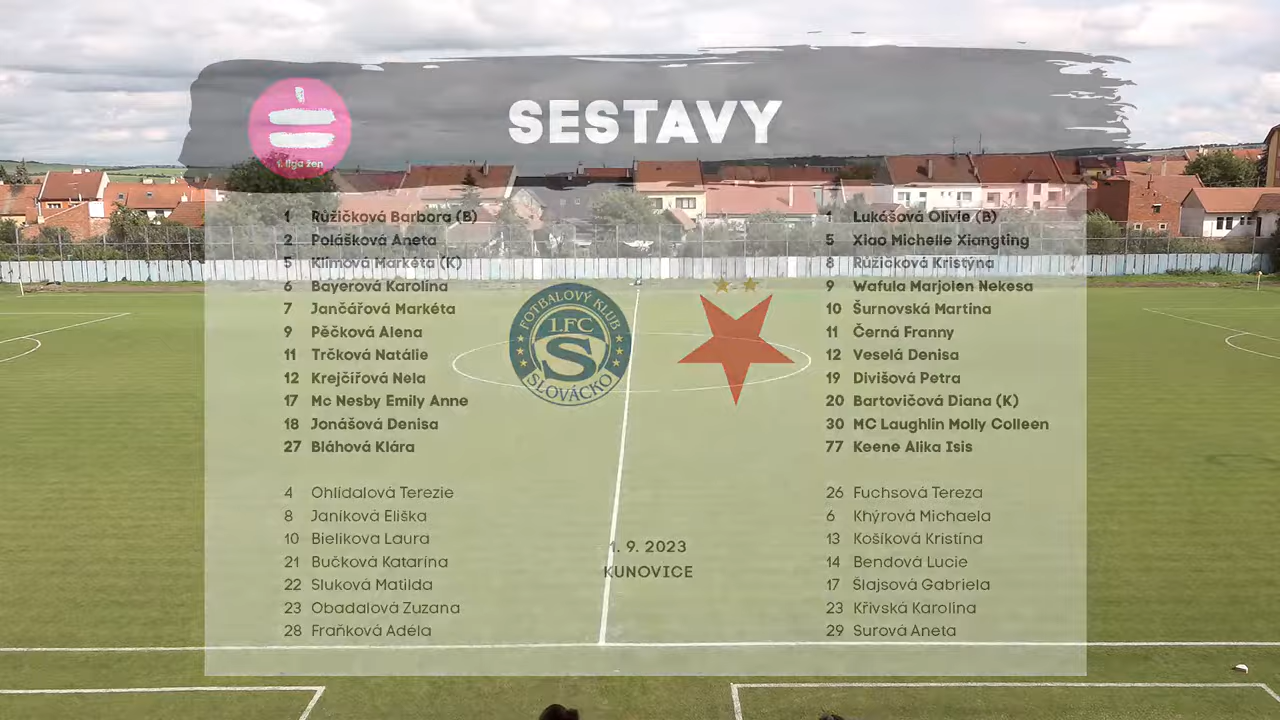 SESTAVY
1. liga žen
1 Růžičková Barbora (B)
2 Polášková Aneta
5 Klímová Markéta (K)
6 Bayerová Karolína
7 Jančářová Markéta
9 Pěčková Alena
11 Trčková Natálie
12 Krejčířová Nela
17 Mc Nesby Emily Anne
18 Jonášová Denisa
27 Bláhová Klára
4 Ohlídalová Terezie
8 Janíková Eliška
10 Bielikova Laura
21 Bučková Katarína
22 Sluková Matilda
23 Obadalová Zuzana
28 Fraňková Adéla
FOTBALOVÝ KLUB
1.FC
S
SLOVÁCKO
1. 9. 2023
KUNOVICE
1 Lukášová Olivie (B)
5 Xiao Michelle Xiangting
8 Růžičková Kristýna
9 Wafula Marjolen Nekesa
10 Šurnovská Martina
11 Černá Franny
12 Veselá Denisa
19 Divišová Petra
20 Bartovičová Diana (K)
30 MC Laughlin Molly Colleen
77 Keene Alika Isis
26 Fuchsová Tereza
6 Khýrová Michaela
13 Košíková Kristína
14 Bendová Lucie
17 Šlajsová Gabriela
23 Křivská Karolína
29 Surová Aneta